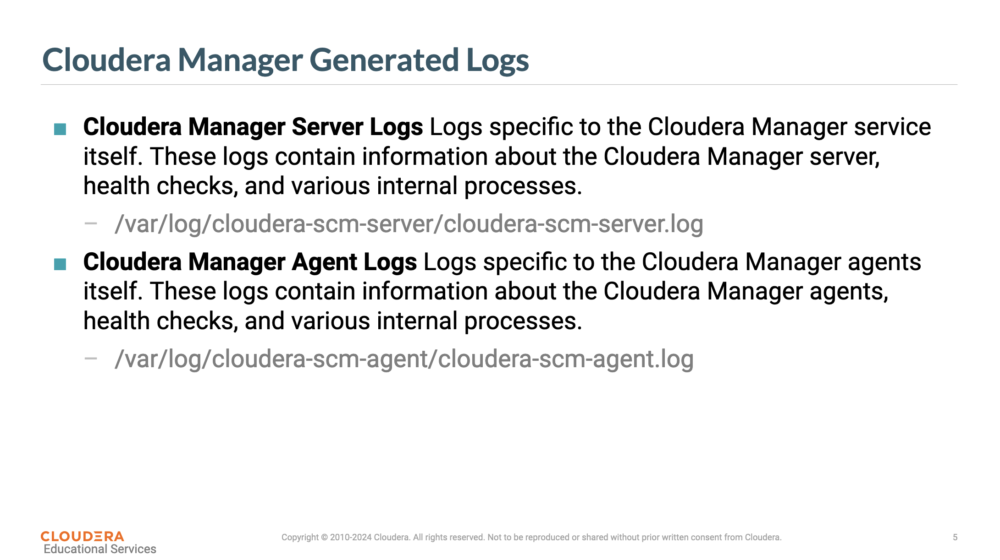 Cloudera Manager Generated Logs
■ Cloudera Manager Server Logs Logs specific to the Cloudera Manager service
itself. These logs contain information about the Cloudera Manager server,
health checks, and various internal processes.
– /var/log/cloudera-scm-server/cloudera-scm-server.log
■ Cloudera Manager Agent Logs Logs specific to the Cloudera Manager agents
itself. These logs contain information about the Cloudera Manager agents,
health checks, and various internal processes.
– /var/log/cloudera-scm-agent/cloudera-scm-agent.log
CLOUDERA
Educational Services
Copyright © 2010-2024 Cloudera. All rights reserved. Not to be reproduced or shared without prior written consent from Cloudera.
5